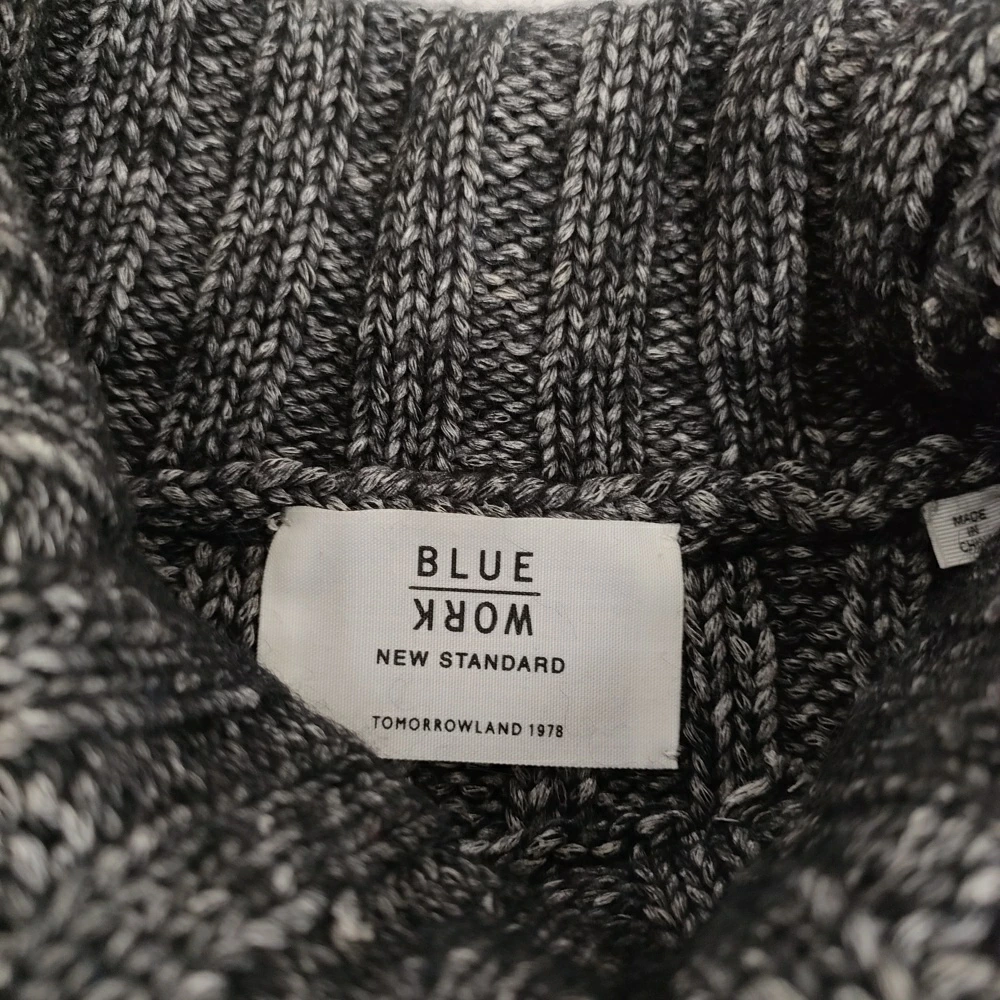 BLUE
WORK
NEW STANDARD
TOMORROWLAND 1978
MADE
IN